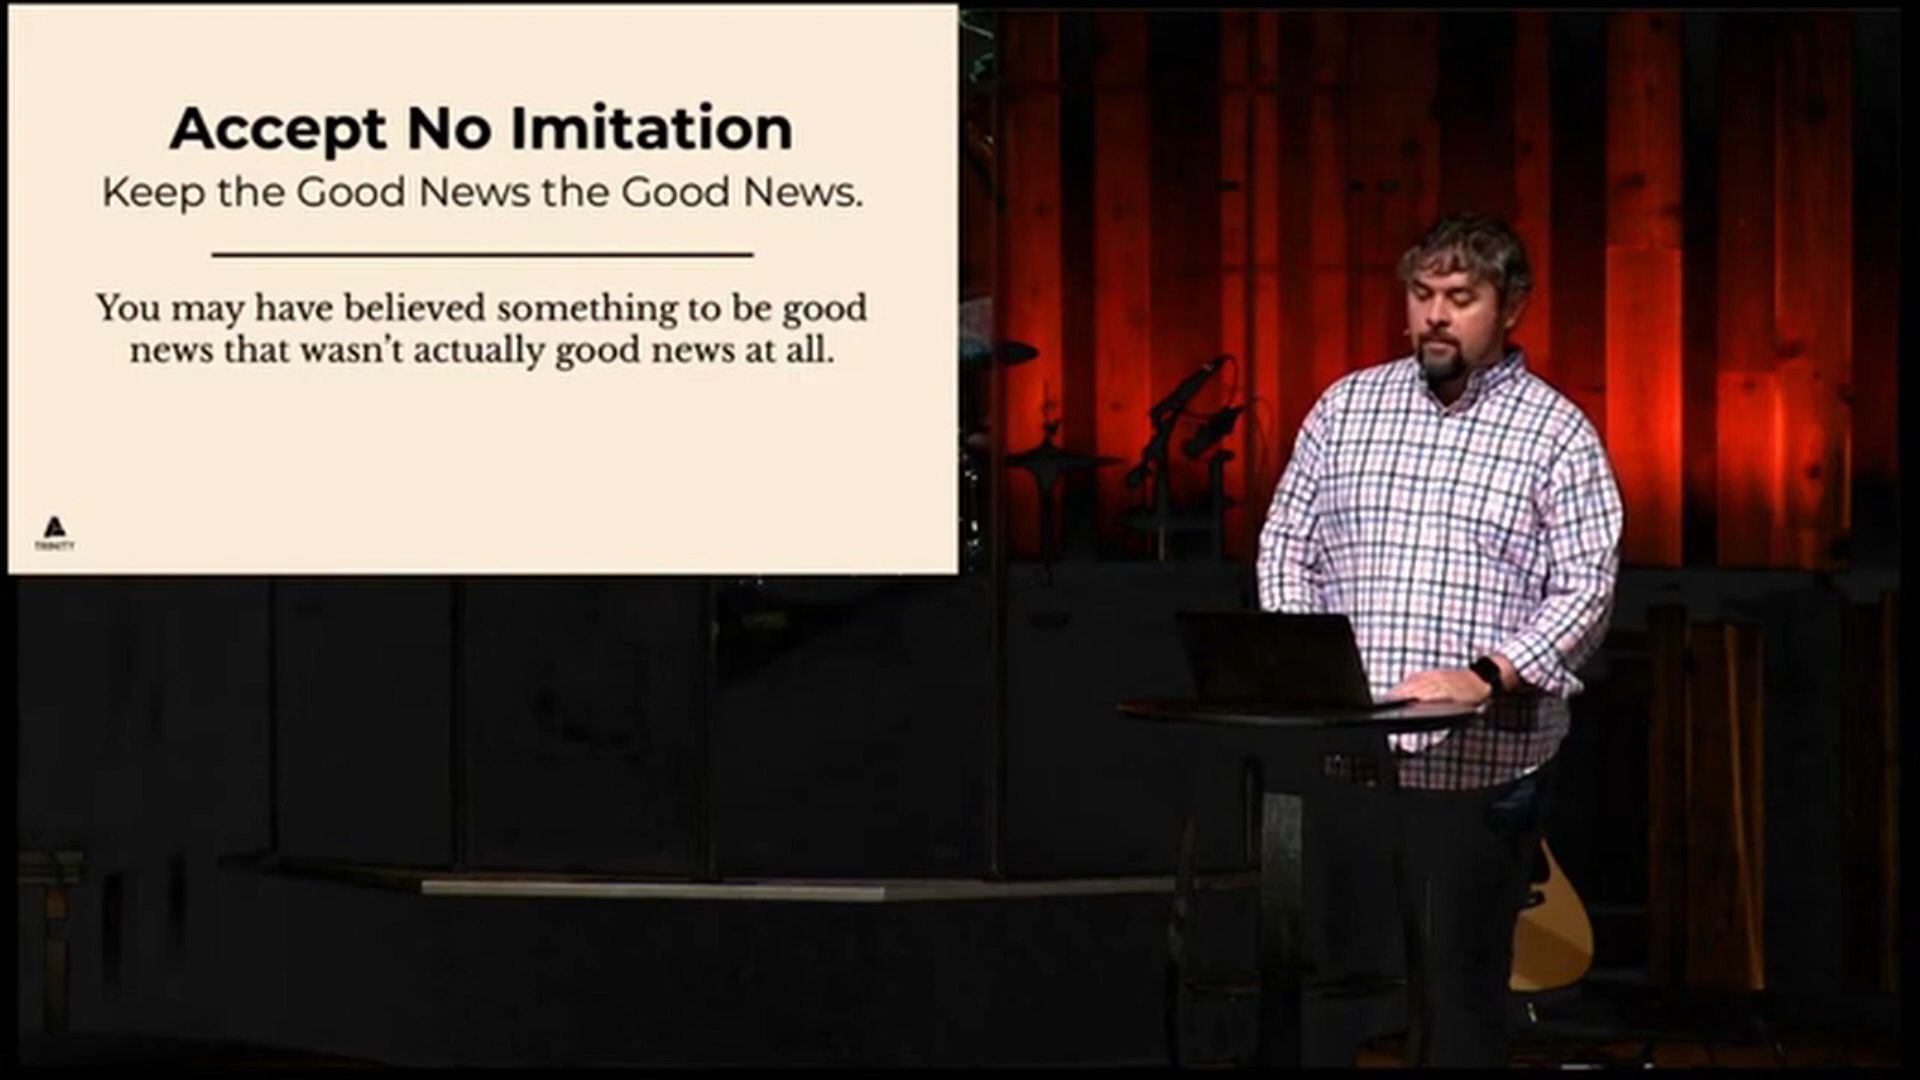 Accept No Imitation
Keep the Good News the Good News.
You may have believed something to be good
news that wasn't actually good news at all.
TRINITY